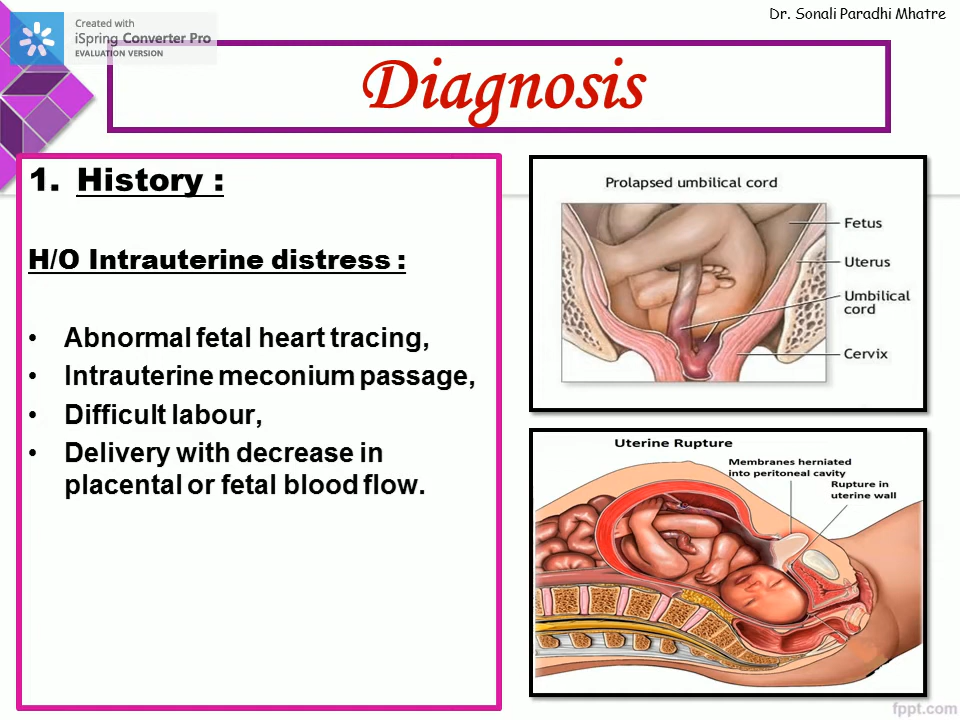 Dr. Sonali Paradhi Mhatre
Created with
iSpring Converter Pro
EVALUATION VERSION
Diagnosis
1. History :
H/O Intrauterine distress :
• Abnormal fetal heart tracing,
• Intrauterine meconium passage,
• Difficult labour,
• Delivery with decrease in
placental or fetal blood flow.
Prolapsed umbilical cord
Fetus
Uterus
Umbilical
cord
Cervix
Uterine Rupture
Membranes herniated
into peritoneal cavity
Rupture in
uterine wall
fppt.com